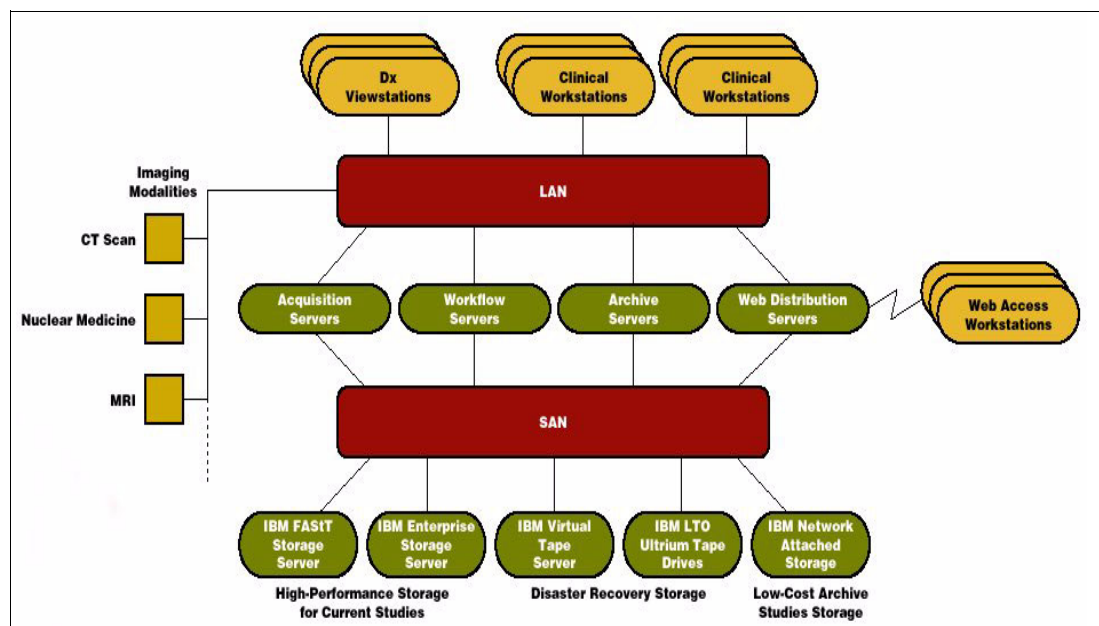 Dx
Viewstations
Clinical
Workstations
Clinical
Workstations
Imaging
Modalities
LAN
CT Scan
Nuclear Medicine
MRI
Acquisition
Servers
Workflow
Servers
Archive
Servers
Web Distribution
Servers
Web Access
Workstations
SAN
IBM FAStT
Storage
Server
IBM Enterprise
Storage
Server
IBM Virtual
Tape
Server
IBM LTO
Ultrium Tape
Drives
IBM Network
Attached
Storage
High-Performance Storage
for Current Studies
Disaster Recovery Storage
Low-Cost Archive
Studies Storage